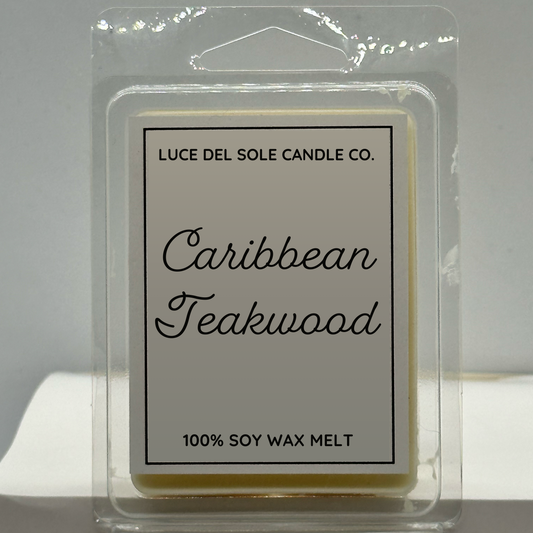 LUCE DEL SOLE CANDLE CO.
Caribbean
Teakwood
100% SOY WAX MELT